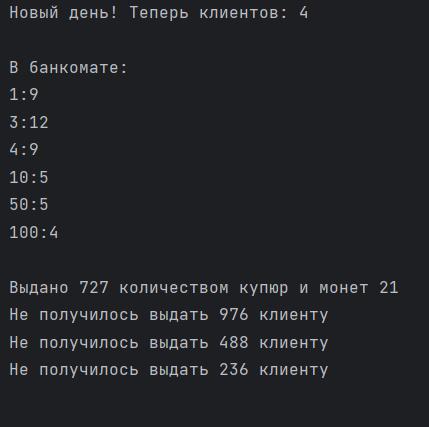 Новый день! Теперь клиентов: 4
В банкомате:
1:9
3:12
4:9
10:5
50:5
100:4
Выдано 727 количеством купюр и монет 21
Не получилось выдать 976 клиенту
Не получилось выдать 488 клиенту
Не получилось выдать 236 клиенту